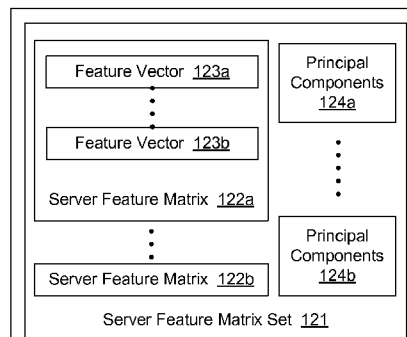 Feature Vector 123a
Feature Vector 123b
Server Feature Matrix 122a
Server Feature Matrix 122b
Principal
Components
124a
Principal
Components
124b
Server Feature Matrix Set 121